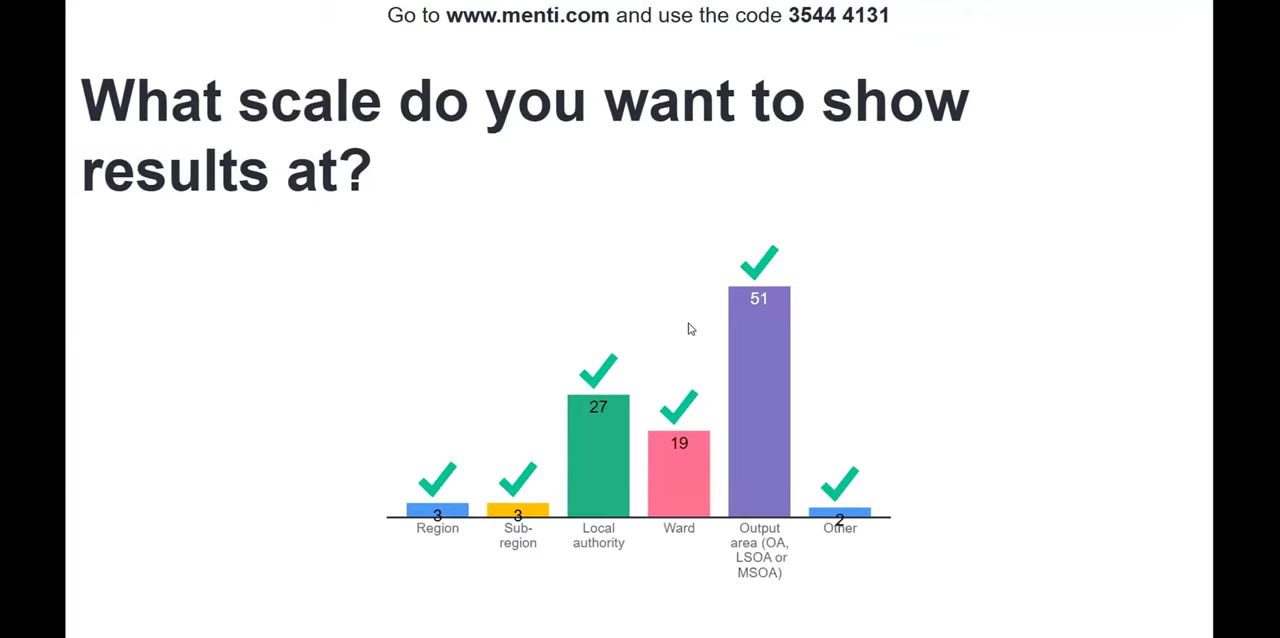 Go to www.menti.com and use the code 3544 4131
What scale do you want to show
results at?
51
27
19
3
3
2
Region
Sub-
region
Local
authority
Ward
Output
area (OA,
LSOA or
MSOA)
Other